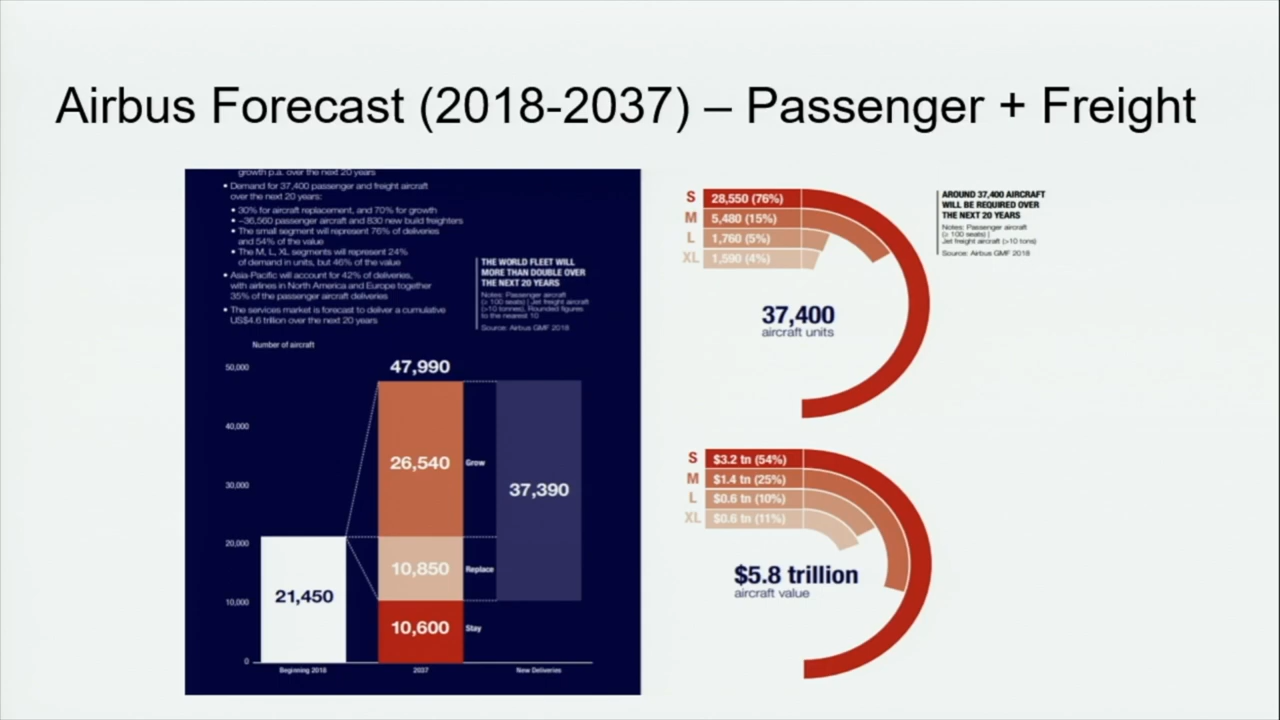 Airbus Forecast (2018-2037) – Passenger + Freight
growth p.a. over the next 20 years
• Demand for 37,400 passenger and freight aircraft
over the next 20 years:
• 30% for aircraft replacement, and 70% for growth
• ~36,560 passenger aircraft and 830 new build freighters
• The small segment will represent 76% of deliveries
and 54% of the value
• The M, L, XL segments will represent 24%
of demand in units, but 46% of the value
• Asia-Pacific will account for 42% of deliveries,
with airlines in North America and Europe together
35% of the passenger aircraft deliveries
• The services market is forecast to deliver a cumulative
US$4.6 trillion over the next 20 years
THE WORLD FLEET WILL
MORE THAN DOUBLE OVER
THE NEXT 20 YEARS
Notes: Passenger aircraft
(≥ 100 seats) | Jet freight aircraft
(>10 tonnes), Rounded figures
to the nearest 10
Source: Airbus GMF 2018
Number of aircraft
50,000
40,000
30,000
20,000
10,000
0
47,990
26,540
Grow
37,390
10,850
Replace
21,450
10,600
Stay
Beginning 2018
2037
New Deliveries
S 28,550 (76%)
M 5,480 (15%)
L 1,760 (5%)
XL 1,590 (4%)
37,400
aircraft units
AROUND 37,400 AIRCRAFT
WILL BE REQUIRED OVER
THE NEXT 20 YEARS
Notes: Passenger aircraft
(≥ 100 seats) |
Jet freight aircraft (>10 tons)
Source: Airbus GMF 2018
S $3.2 tn (54%)
M $1.4 tn (25%)
L $0.6 tn (10%)
XL $0.6 tn (11%)
$5.8 trillion
aircraft value